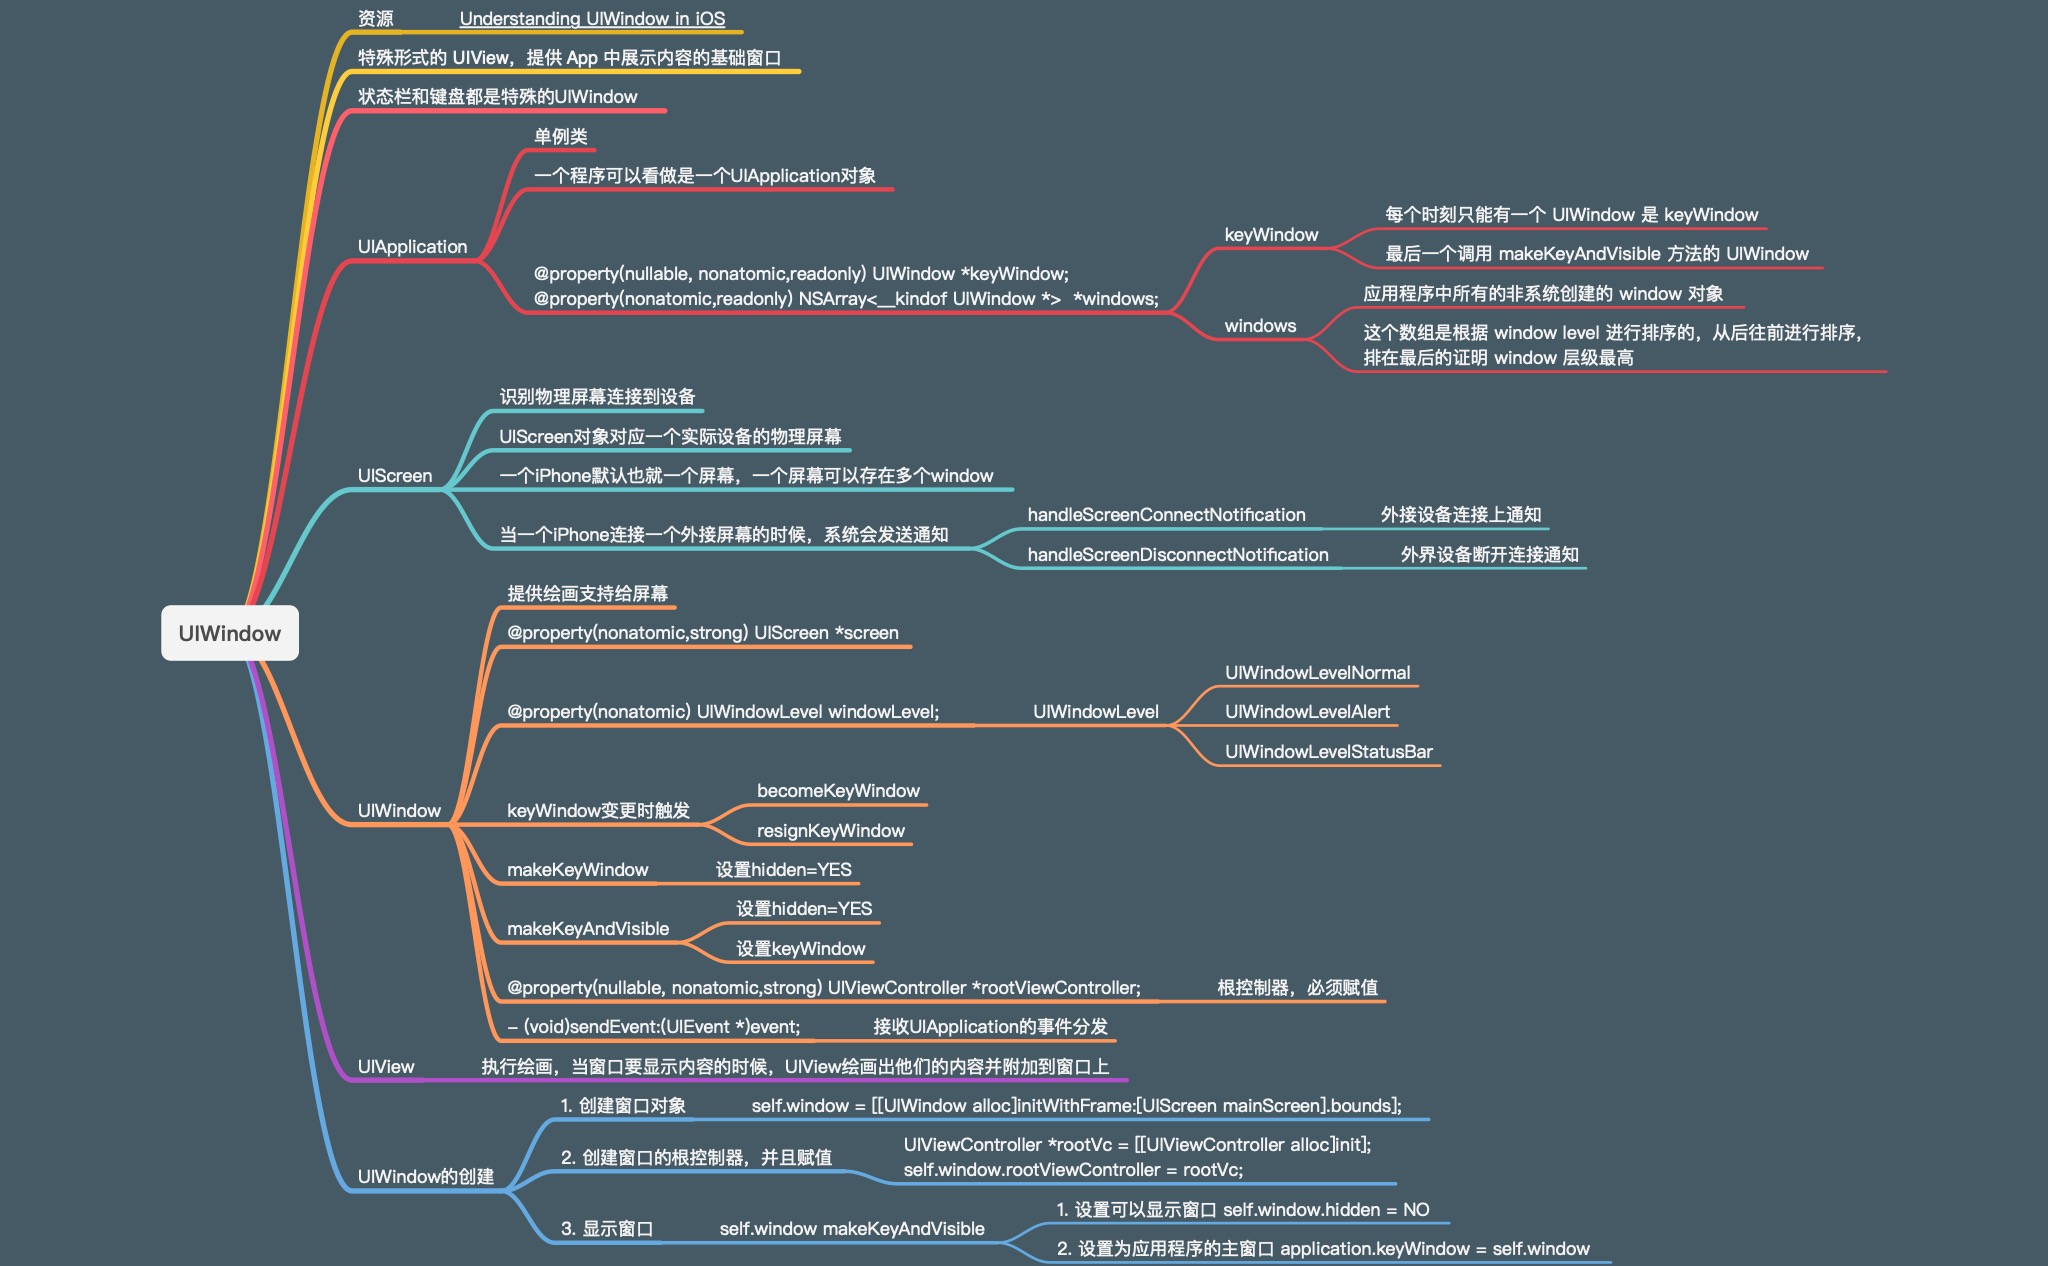 资源
Understanding UIWindow in iOS
特殊形式的 UIView，提供 App 中展示内容的基础窗口
状态栏和键盘都是特殊的UIWindow
UIApplication
单例类
一个程序可以看做是一个UIApplication对象
@property(nullable, nonatomic,readonly) UIWindow *keyWindow;
@property(nonatomic,readonly) NSArray<__kindof UIWindow *>  *windows;
keyWindow
每个时刻只能有一个 UIWindow 是 keyWindow
最后一个调用 makeKeyAndVisible 方法的 UIWindow
windows
应用程序中所有的非系统创建的 window 对象
这个数组是根据 window level 进行排序的，从后往前进行排序，
排在最后的证明 window 层级最高
UIScreen
识别物理屏幕连接到设备
UIScreen对象对应一个实际设备的物理屏幕
一个iPhone默认也就一个屏幕，一个屏幕可以存在多个window
当一个iPhone连接一个外接屏幕的时候，系统会发送通知
handleScreenConnectNotification
外接设备连接上通知
handleScreenDisconnectNotification
外界设备断开连接通知
UIWindow
UIWindow
提供绘画支持给屏幕
@property(nonatomic,strong) UIScreen *screen
@property(nonatomic) UIWindowLevel windowLevel;
UIWindowLevel
UIWindowLevelNormal
UIWindowLevelAlert
UIWindowLevelStatusBar
keyWindow变更时触发
becomeKeyWindow
resignKeyWindow
makeKeyWindow
设置hidden=YES
makeKeyAndVisible
设置hidden=YES
设置keyWindow
@property(nullable, nonatomic,strong) UIViewController *rootViewController;
根控制器，必须赋值
- (void)sendEvent:(UIEvent *)event;
接收UIApplication的事件分发
UIView
执行绘画，当窗口要显示内容的时候，UIView绘画出他们的内容并附加到窗口上
UIWindow的创建
1. 创建窗口对象
self.window = [[UIWindow alloc]initWithFrame:[UIScreen mainScreen].bounds];
2. 创建窗口的根控制器，并且赋值
UIViewController *rootVc = [[UIViewController alloc]init];
self.window.rootViewController = rootVc;
3. 显示窗口
self.window makeKeyAndVisible
1. 设置可以显示窗口 self.window.hidden = NO
2. 设置为应用程序的主窗口 application.keyWindow = self.window